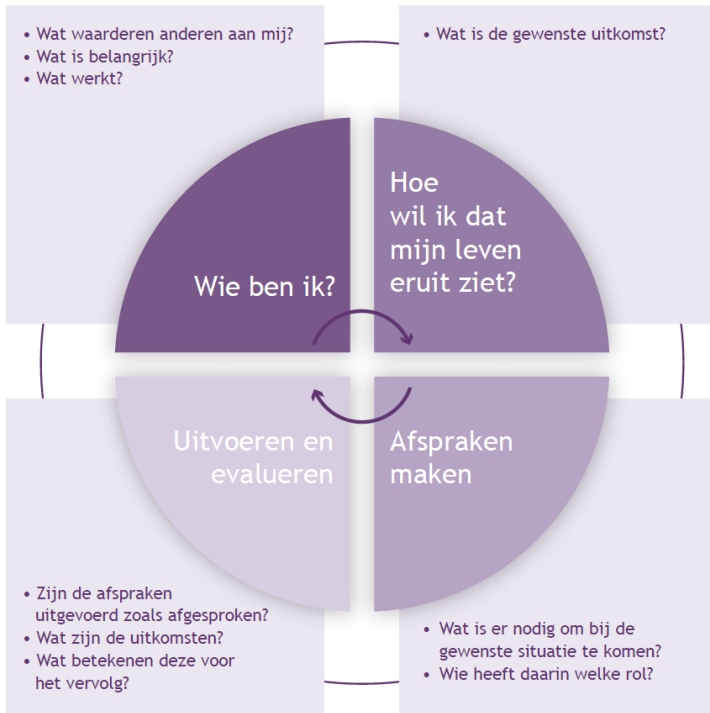 • Wat waarderen anderen aan mij?
• Wat is belangrijk?
• Wat werkt?
• Wat is de gewenste uitkomst?
Wie ben ik?
Hoe
wil ik dat
mijn leven
eruit ziet?
Uitvoeren en
evalueren
Afspraken
maken
• Zijn de afspraken
uitgevoerd zoals afgesproken?
• Wat zijn de uitkomsten?
• Wat betekenen deze voor
het vervolg?
• Wat is er nodig om bij de
gewenste situatie te komen?
• Wie heeft daarin welke rol?